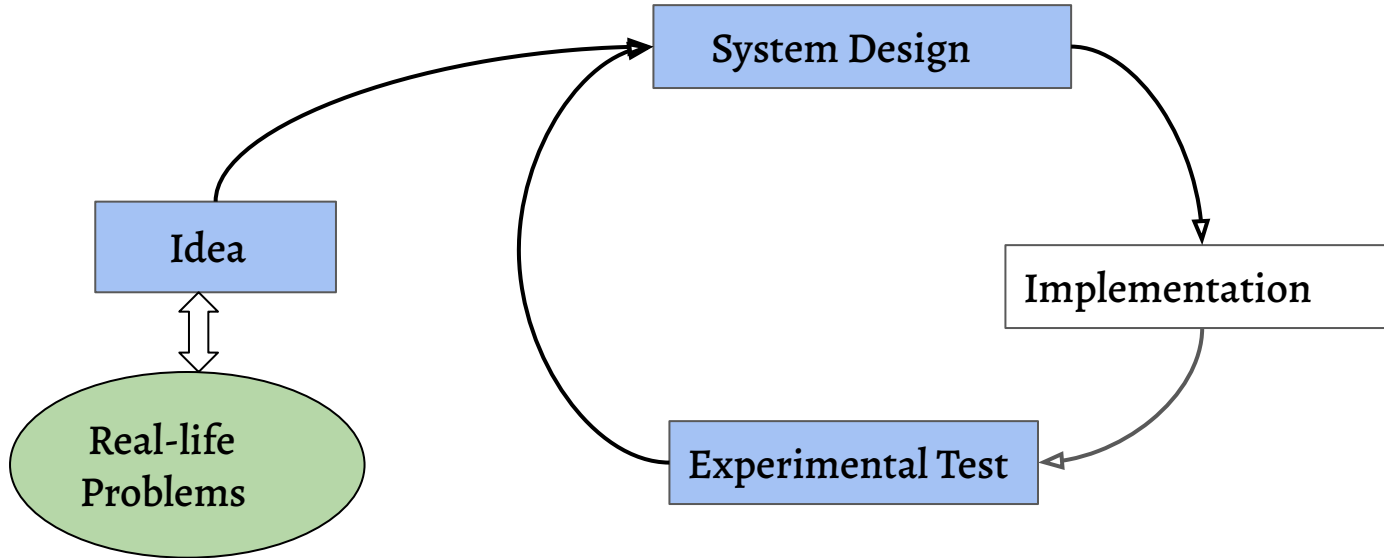 System Design
Idea
Implementation
Real-life
Problems
Experimental Test